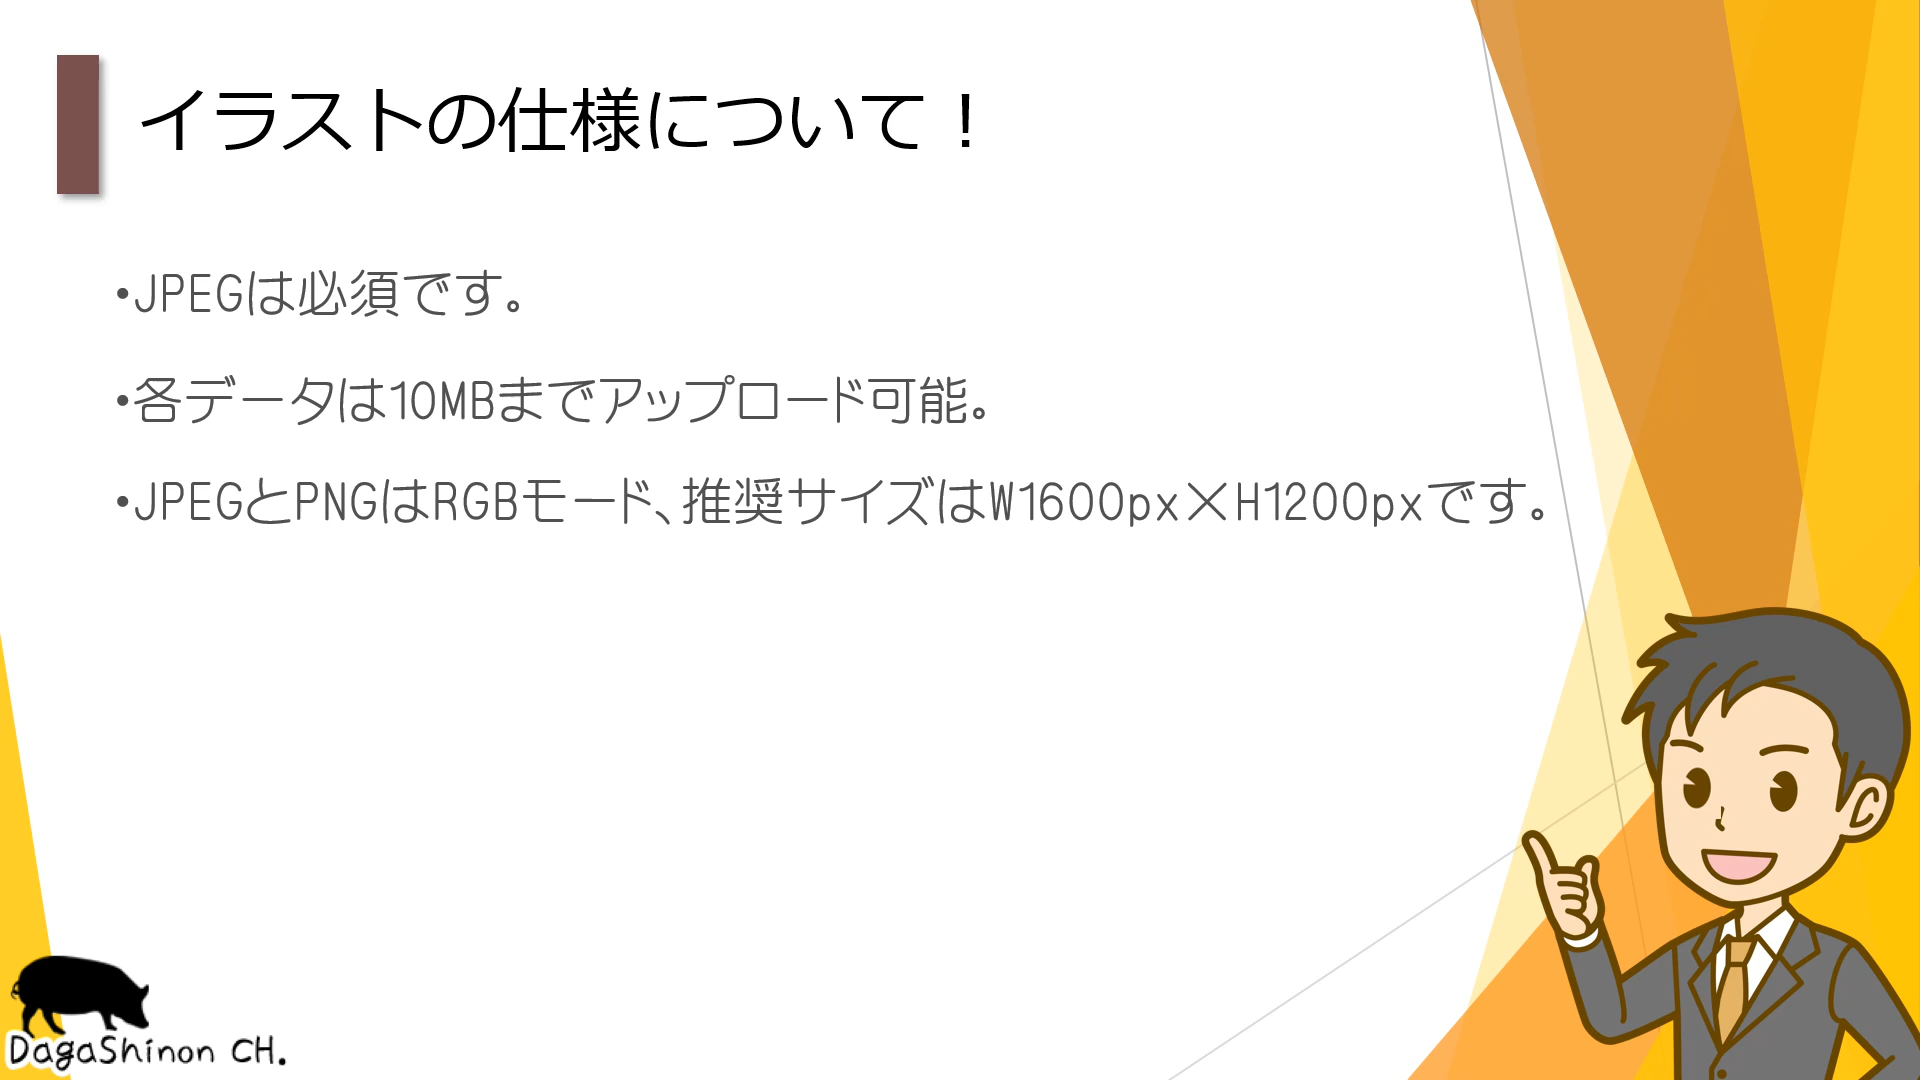 イラストの仕様について！
•JPEGは必須です。
•各データは10MBまでアップロード可能。
•JPEGとPNGはRGBモード、推奨サイズはW1600px×H1200pxです。
DagaShinon CH.